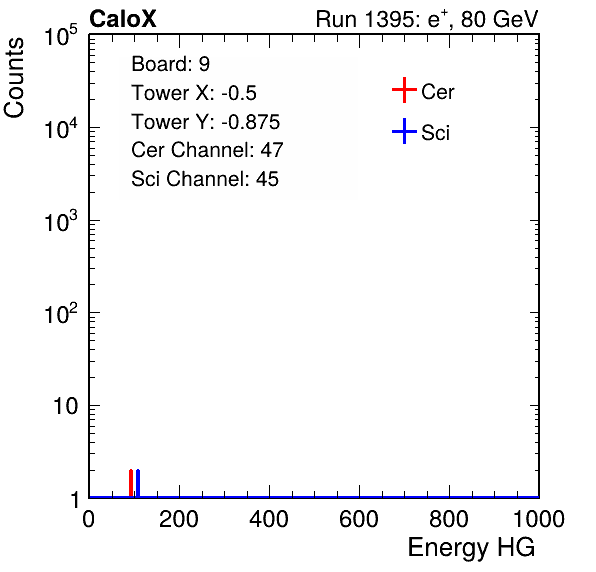 CaloX Run 1395: e+, 80 GeV
Counts
Board: 9
Tower X: -0.5
Tower Y: -0.875
Cer Channel: 47
Sci Channel: 45
Cer
Sci
10^5
10^4
10^3
10^2
10
1
0 200 400 600 800 1000
Energy HG